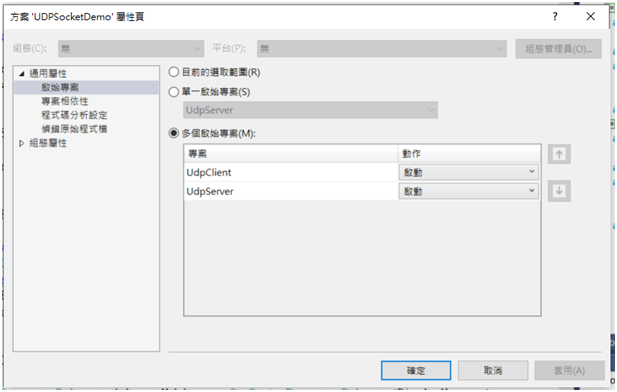 方案 'UDPSocketDemo' 屬性頁
組態(C): 無 平台(P): 無 組態管理員(O)...
通用屬性
啟始專案
專案相依性
程式碼分析設定
偵錯原始程式檔
組態屬性
目前的選取範圍(R)
單一啟始專案(S)
UdpServer
多個啟始專案(M):
專案 動作
UdpClient 啟動
UdpServer 啟動
確定 取消 套用(A)